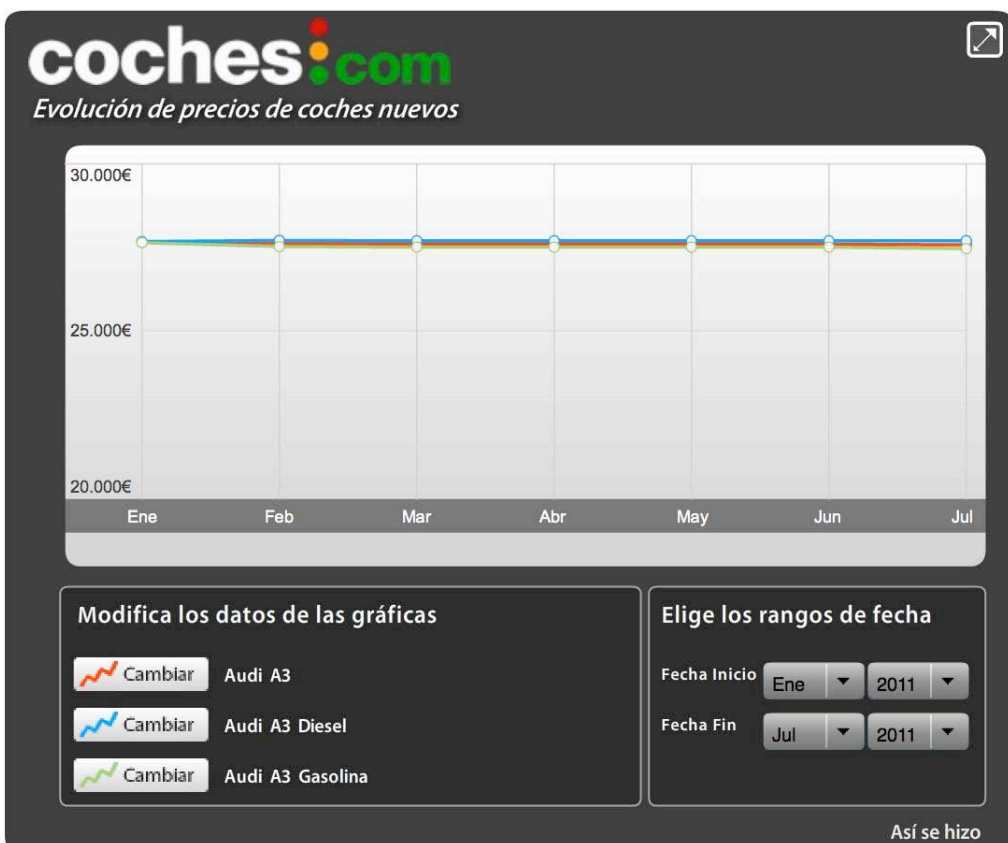 coches:com
Evolución de precios de coches nuevos
30.000€
25.000€
20.000€
Ene Feb Mar Abr May Jun Jul
Modifica los datos de las gráficas
Cambiar Audi A3
Cambiar Audi A3 Diesel
Cambiar Audi A3 Gasolina
Elige los rangos de fecha
Fecha Inicio Ene 2011
Fecha Fin Jul 2011
Así se hizo